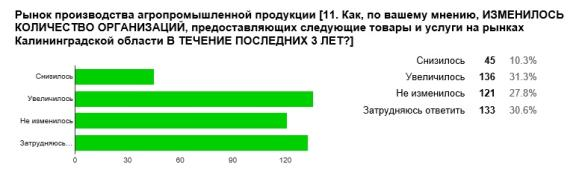 Рынок производства агропромышленной продукции [11. Как, по вашему мнению, ИЗМЕНИЛОСЬ
КОЛИЧЕСТВО ОРГАНИЗАЦИЙ, предоставляющих следующие товары и услуги на рынках
Калининградской области В ТЕЧЕНИЕ ПОСЛЕДНИХ 3 ЛЕТ?]
Снизилось
Увеличилось
Не изменилось
Затрудняюсь…
0 30 60 90 120
Снизилось 45 10.3%
Увеличилось 136 31.3%
Не изменилось 121 27.8%
Затрудняюсь ответить 133 30.6%